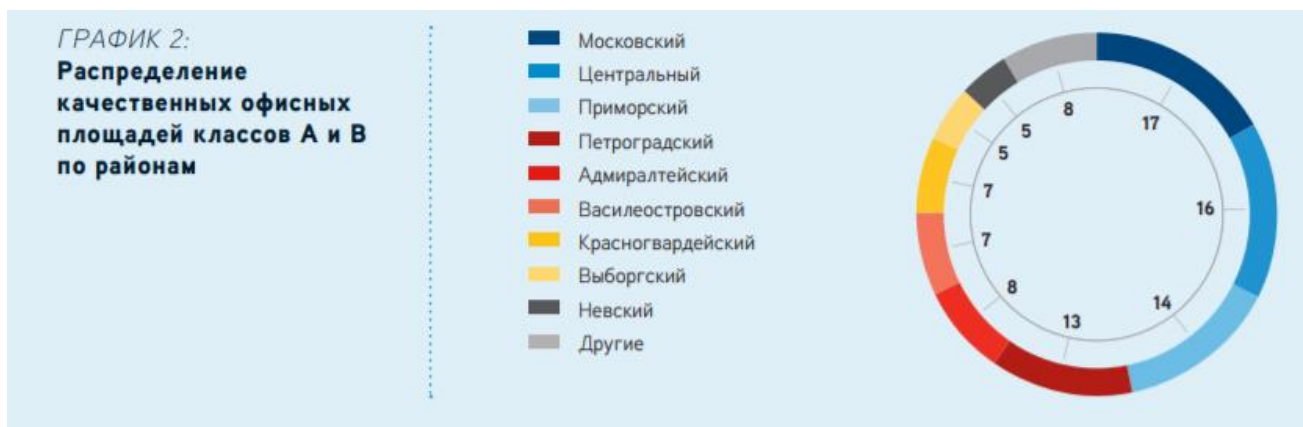 ГРАФИК 2:
Распределение
качественных офисных
площадей классов А и В
по районам
Московский
Центральный
Приморский
Петроградский
Адмиралтейский
Василеостровский
Красногвардейский
Выборгский
Невский
Другие
17
16
14
13
8
7
7
5
5
8